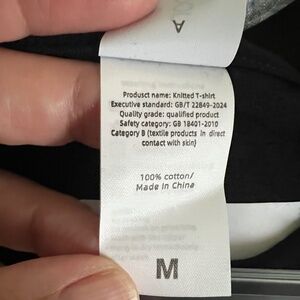 Produsct name: Knitted T-shirt
Executive standard: GB/T 22849-2024
Quality grade: qualified product
Safety category: GB 18401-2010
Category B (textile products in direct
contact with skin)
100% cotton/
Made in China
M